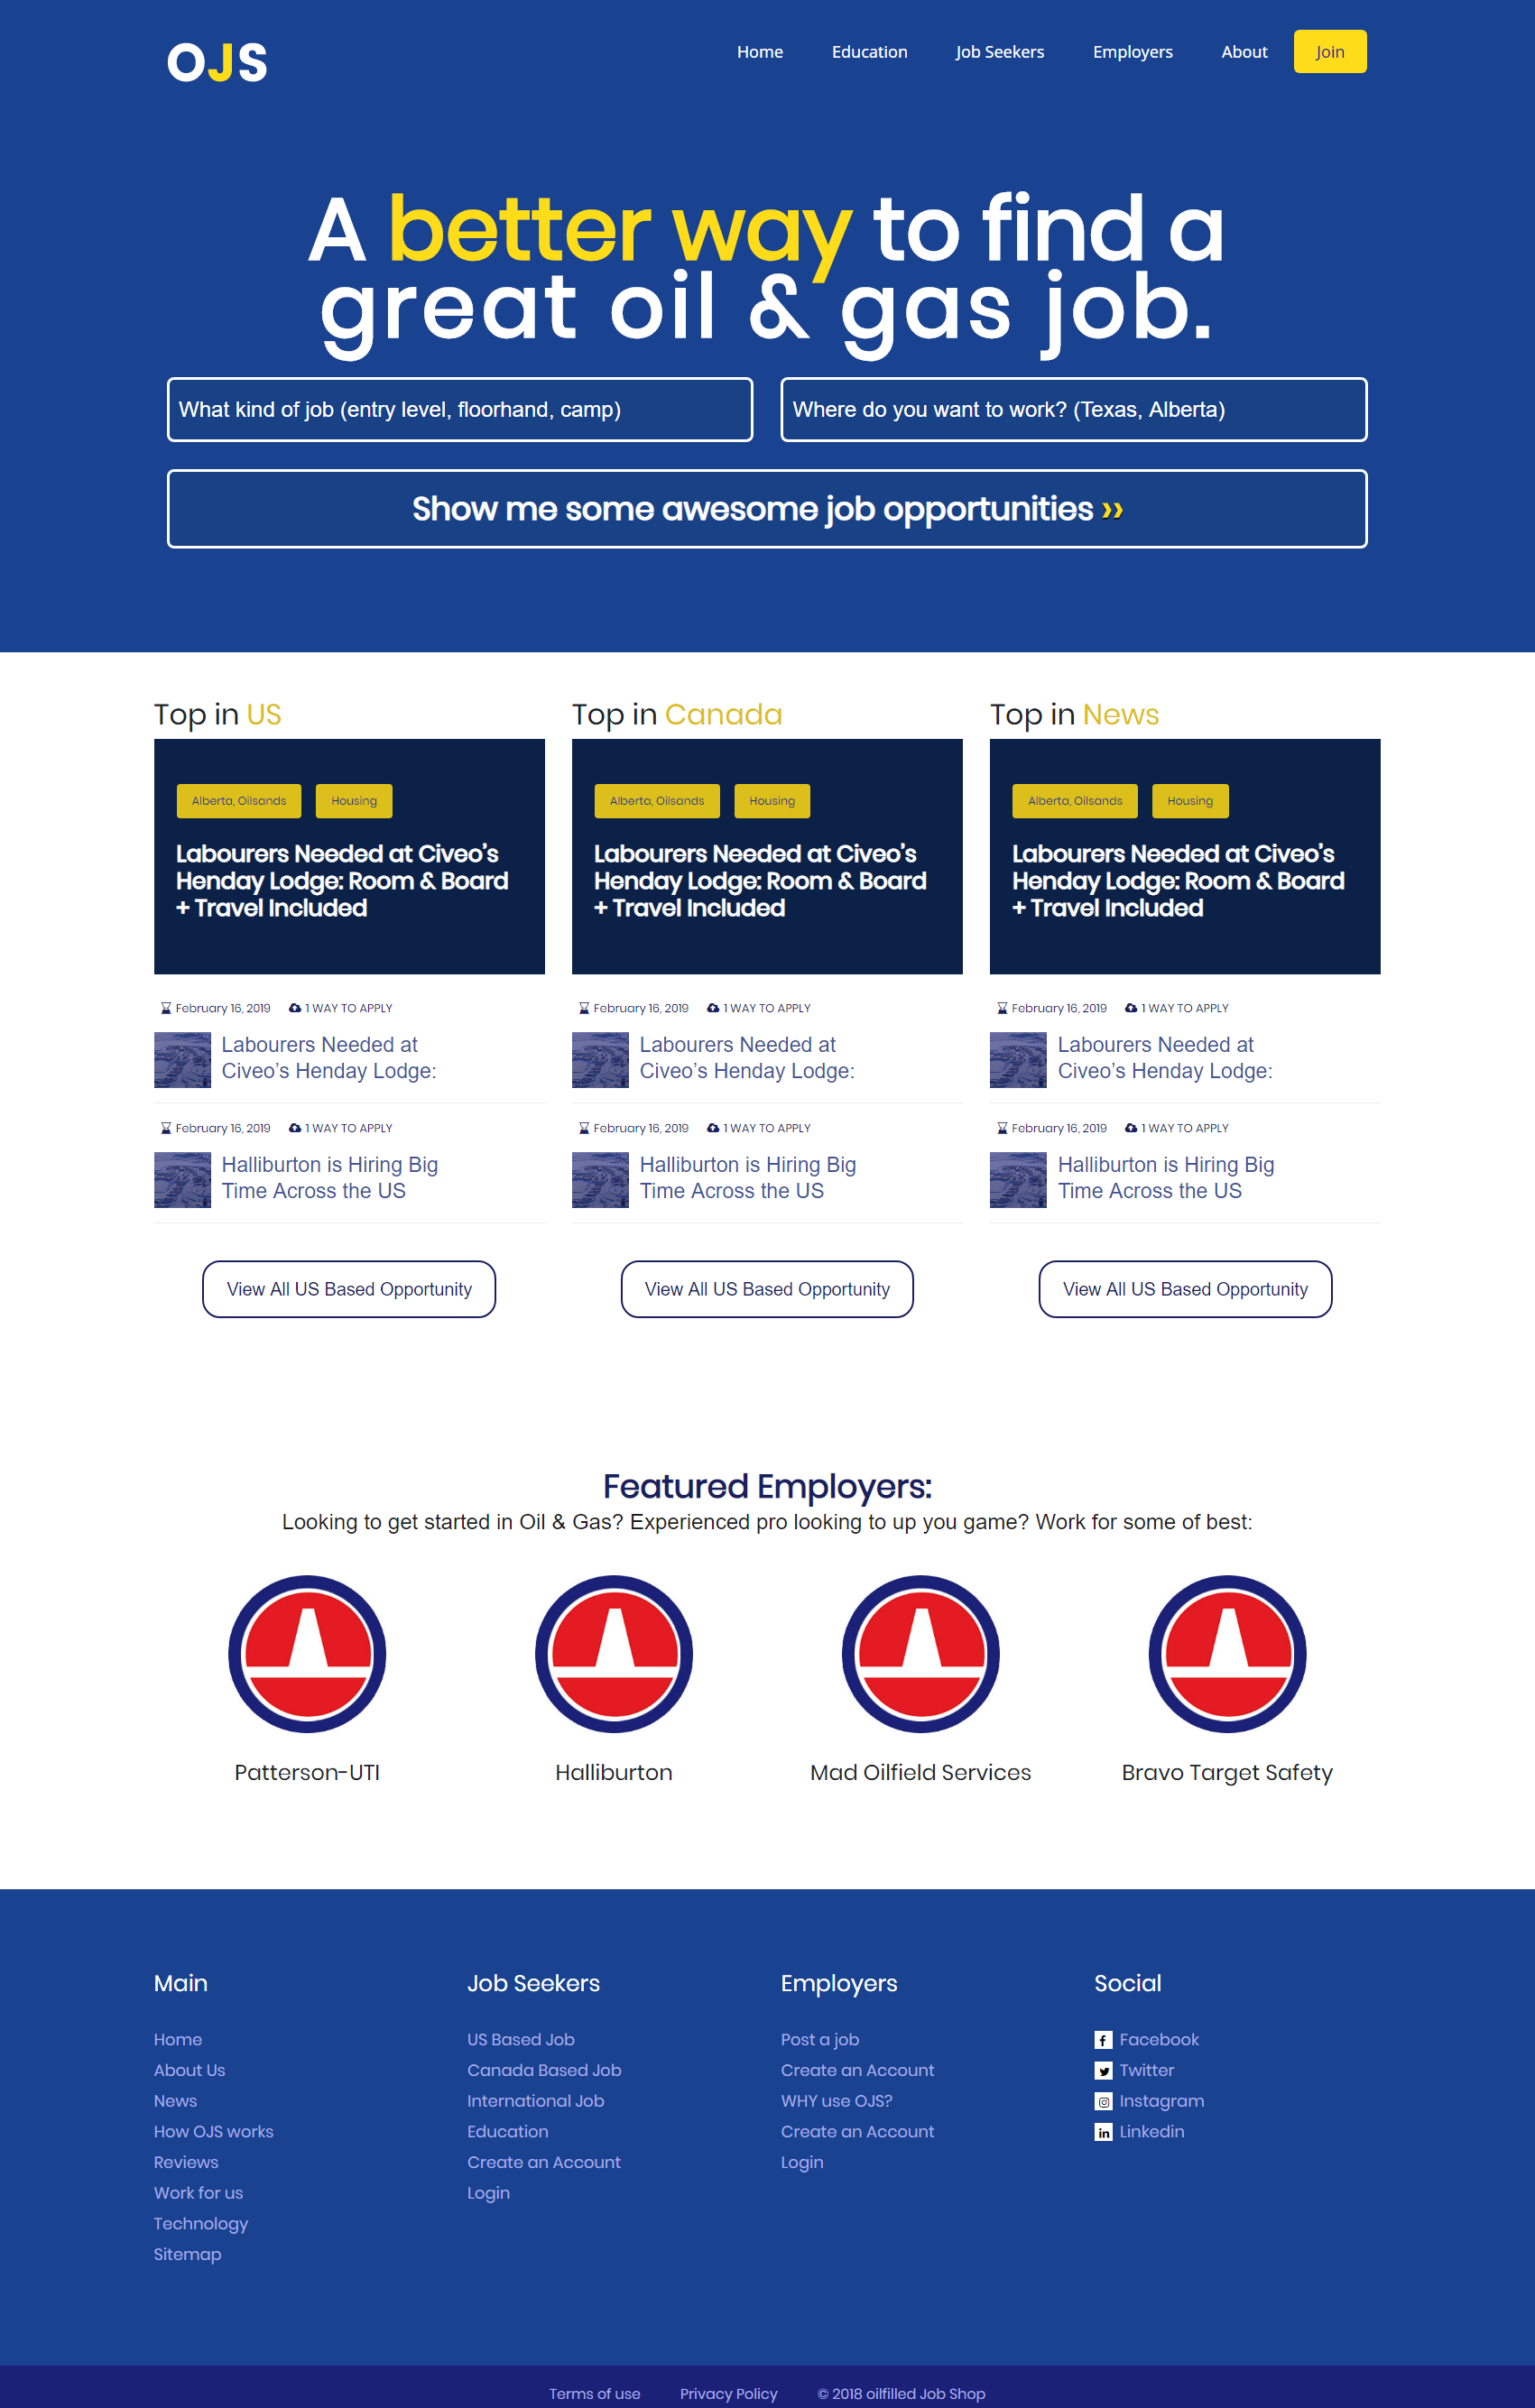 OJS
Home Education Job Seekers Employers About Join
A better way to find a
great oil & gas job.
What kind of job (entry level, floorhand, camp)
Where do you want to work? (Texas, Alberta)
Show me some awesome job opportunities »
Top in US
Alberta, Oilsands Housing
Labourers Needed at Civeo’s
Henday Lodge: Room & Board
+ Travel Included
February 16, 2019 1 WAY TO APPLY
Labourers Needed at
Civeo’s Henday Lodge:
February 16, 2019 1 WAY TO APPLY
Halliburton is Hiring Big
Time Across the US
View All US Based Opportunity
Top in Canada
Alberta, Oilsands Housing
Labourers Needed at Civeo’s
Henday Lodge: Room & Board
+ Travel Included
February 16, 2019 1 WAY TO APPLY
Labourers Needed at
Civeo’s Henday Lodge:
February 16, 2019 1 WAY TO APPLY
Halliburton is Hiring Big
Time Across the US
View All US Based Opportunity
Top in News
Alberta, Oilsands Housing
Labourers Needed at Civeo’s
Henday Lodge: Room & Board
+ Travel Included
February 16, 2019 1 WAY TO APPLY
Labourers Needed at
Civeo’s Henday Lodge:
February 16, 2019 1 WAY TO APPLY
Halliburton is Hiring Big
Time Across the US
View All US Based Opportunity
Featured Employers:
Looking to get started in Oil & Gas? Experienced pro looking to up you game? Work for some of best:
Patterson-UTI
Halliburton
Mad Oilfield Services
Bravo Target Safety
Main
Home
About Us
News
How OJS works
Reviews
Work for us
Technology
Sitemap
Job Seekers
US Based Job
Canada Based Job
International Job
Education
Create an Account
Login
Employers
Post a job
Create an Account
WHY use OJS?
Create an Account
Login
Social
Facebook
Twitter
Instagram
Linkedin
Terms of use Privacy Policy © 2018 oilfilled Job Shop